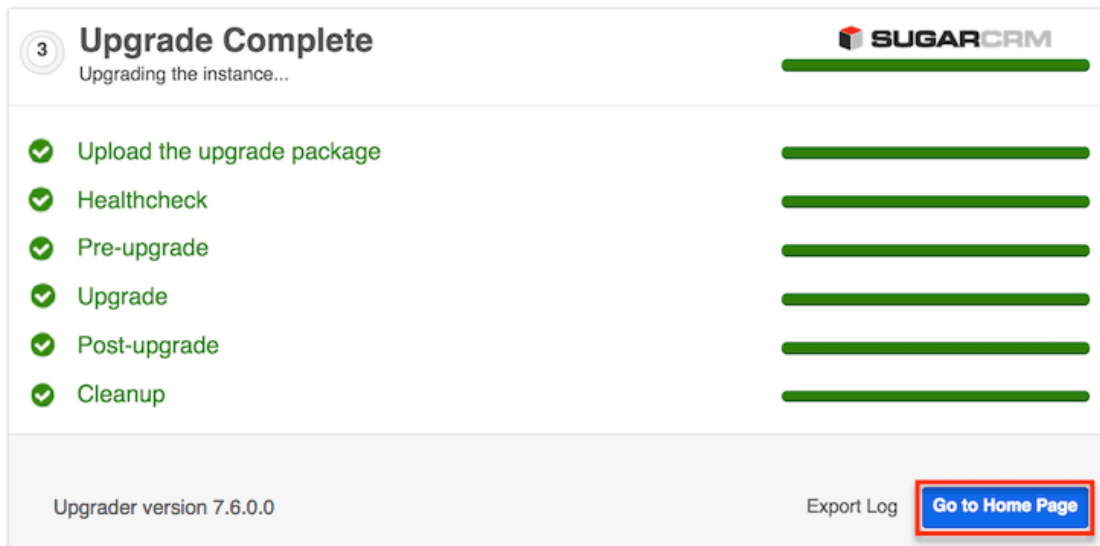 3
Upgrade Complete
Upgrading the instance...
SUGARCRM
Upload the upgrade package
Healthcheck
Pre-upgrade
Upgrade
Post-upgrade
Cleanup
Upgrader version 7.6.0.0
Export Log
Go to Home Page